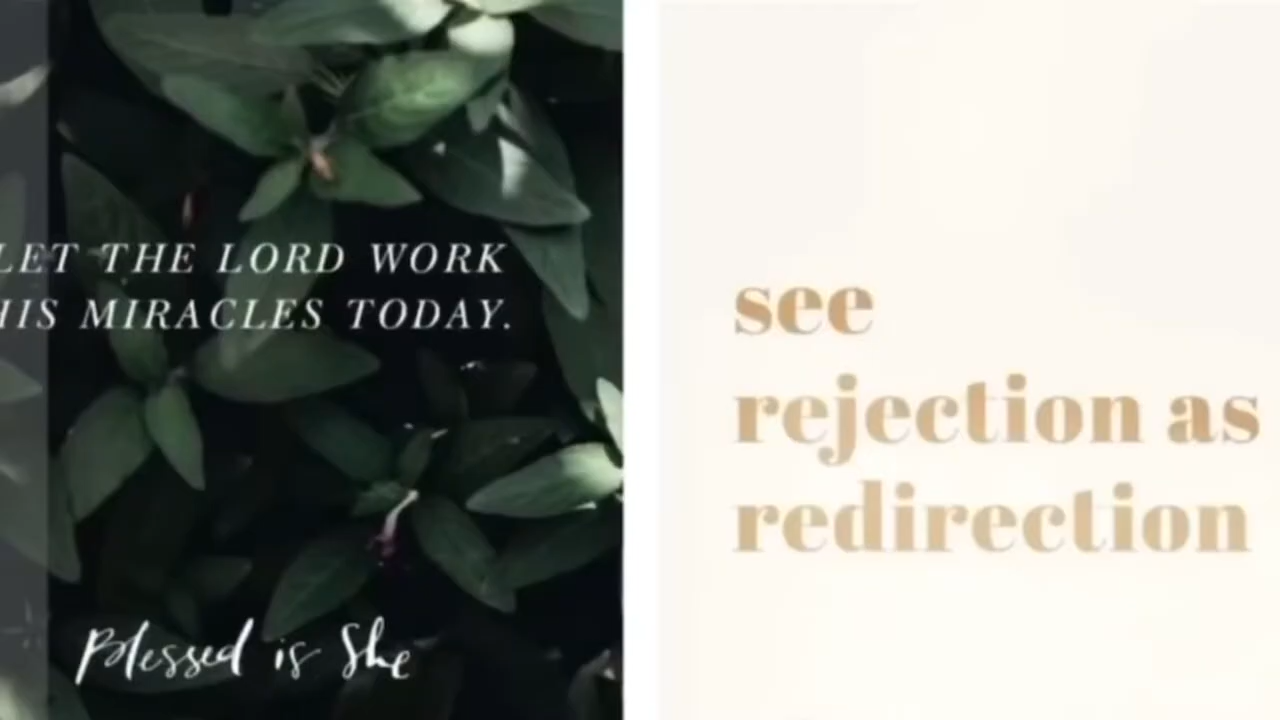 LET THE LORD WORK
HIS MIRACLES TODAY.
Blessed is She
see
rejection as
redirection